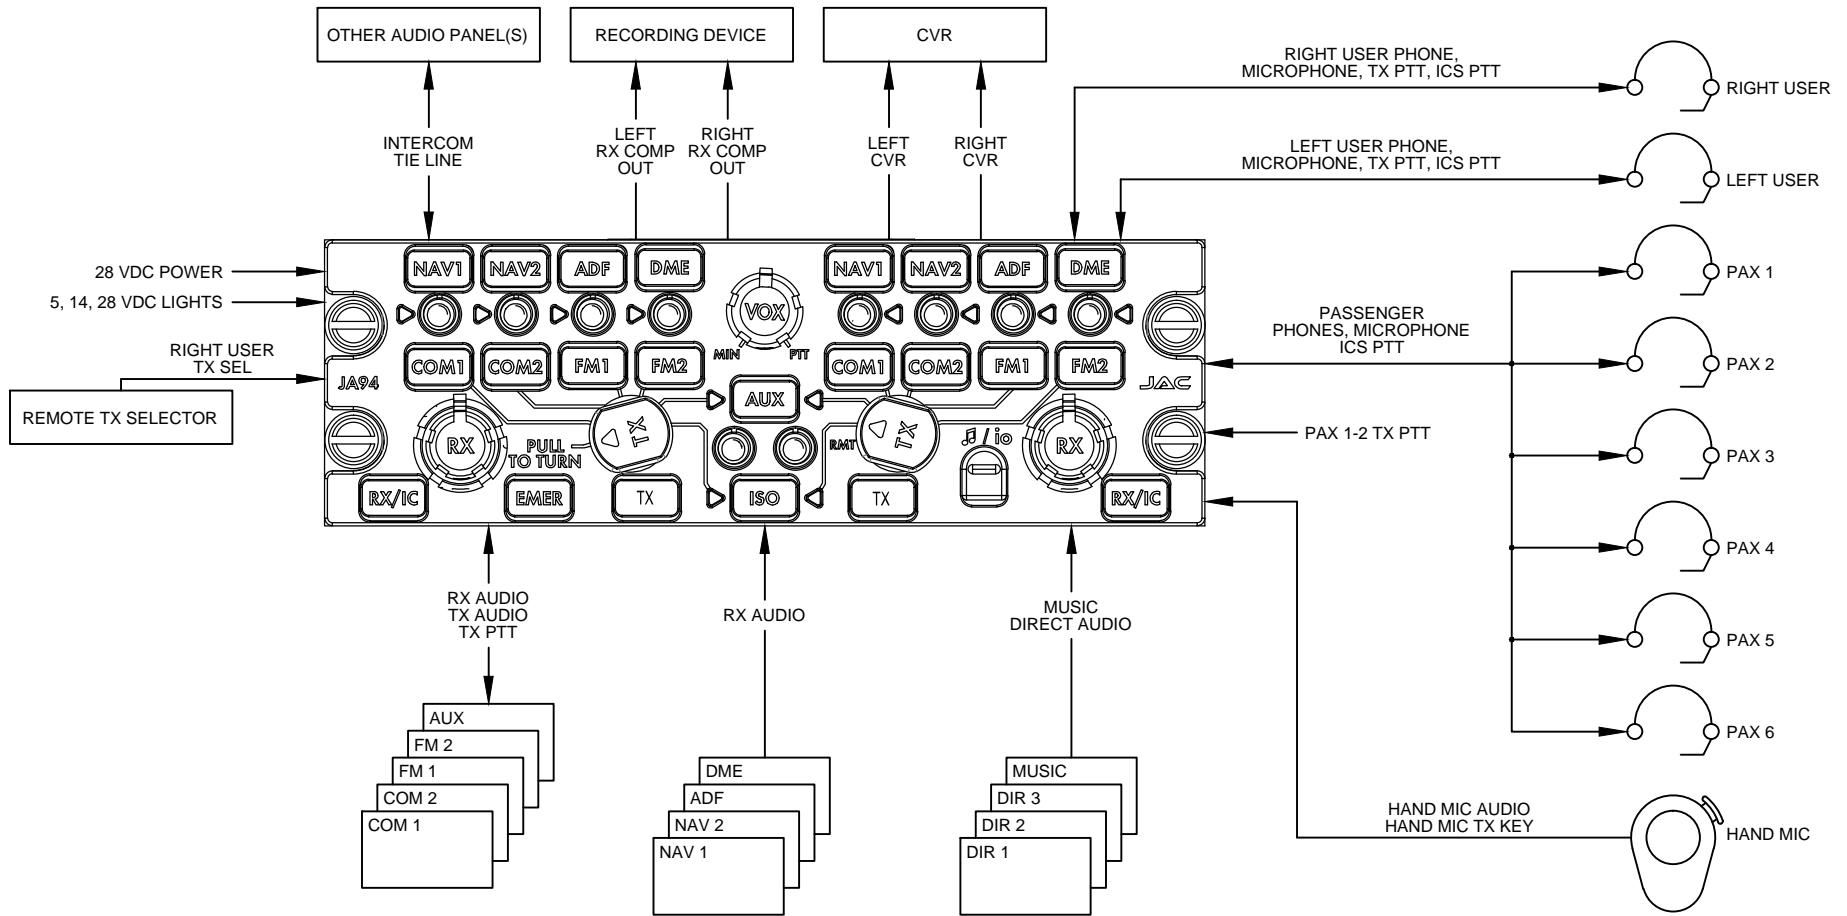 OTHER AUDIO PANEL(S)
RECORDING DEVICE
CVR
RIGHT USER PHONE,
MICROPHONE, TX PTT, ICS PTT
RIGHT USER
INTERCOM
TIE LINE
LEFT
RX COMP
OUT
RIGHT
RX COMP
OUT
LEFT
CVR
RIGHT
CVR
LEFT USER PHONE,
MICROPHONE, TX PTT, ICS PTT
LEFT USER
28 VDC POWER
5, 14, 28 VDC LIGHTS
RIGHT USER
TX SEL
REMOTE TX SELECTOR
NAV1 NAV2 ADF DME
NAV1 NAV2 ADF DME
VOX
MIN PTT
COM1 COM2 FM1 FM2
COM1 COM2 FM1 FM2
JA94
JAC
AUX
RX
PULL
TO TURN
TX
RMT
TX
♫ / io
RX
RX/IC EMER TX ISO TX RX/IC
PASSENGER
PHONES, MICROPHONE
ICS PTT
PAX 1-2 TX PTT
PAX 1
PAX 2
PAX 3
PAX 4
PAX 5
PAX 6
RX AUDIO
TX AUDIO
TX PTT
RX AUDIO
MUSIC
DIRECT AUDIO
AUX
FM 2
FM 1
COM 2
COM 1
DME
ADF
NAV 2
NAV 1
MUSIC
DIR 3
DIR 2
DIR 1
HAND MIC AUDIO
HAND MIC TX KEY
HAND MIC